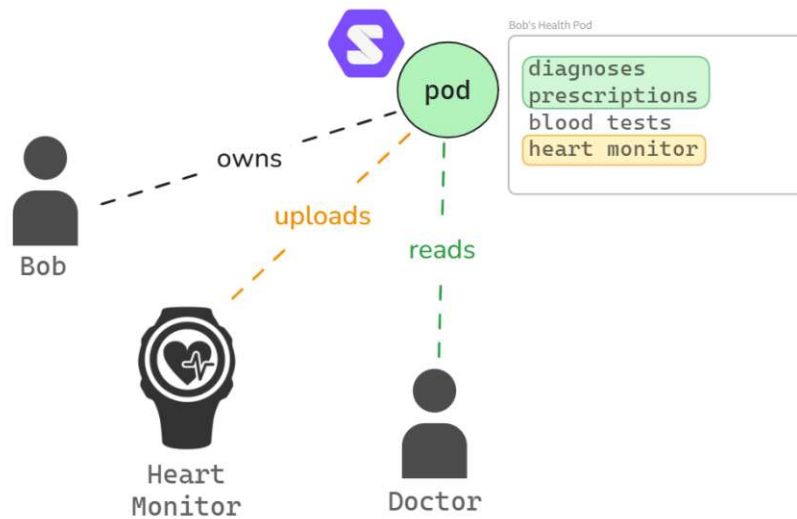 Bob's Health Pod
pod
diagnoses
prescriptions
blood tests
heart monitor
owns
uploads
reads
Bob
Heart
Monitor
Doctor